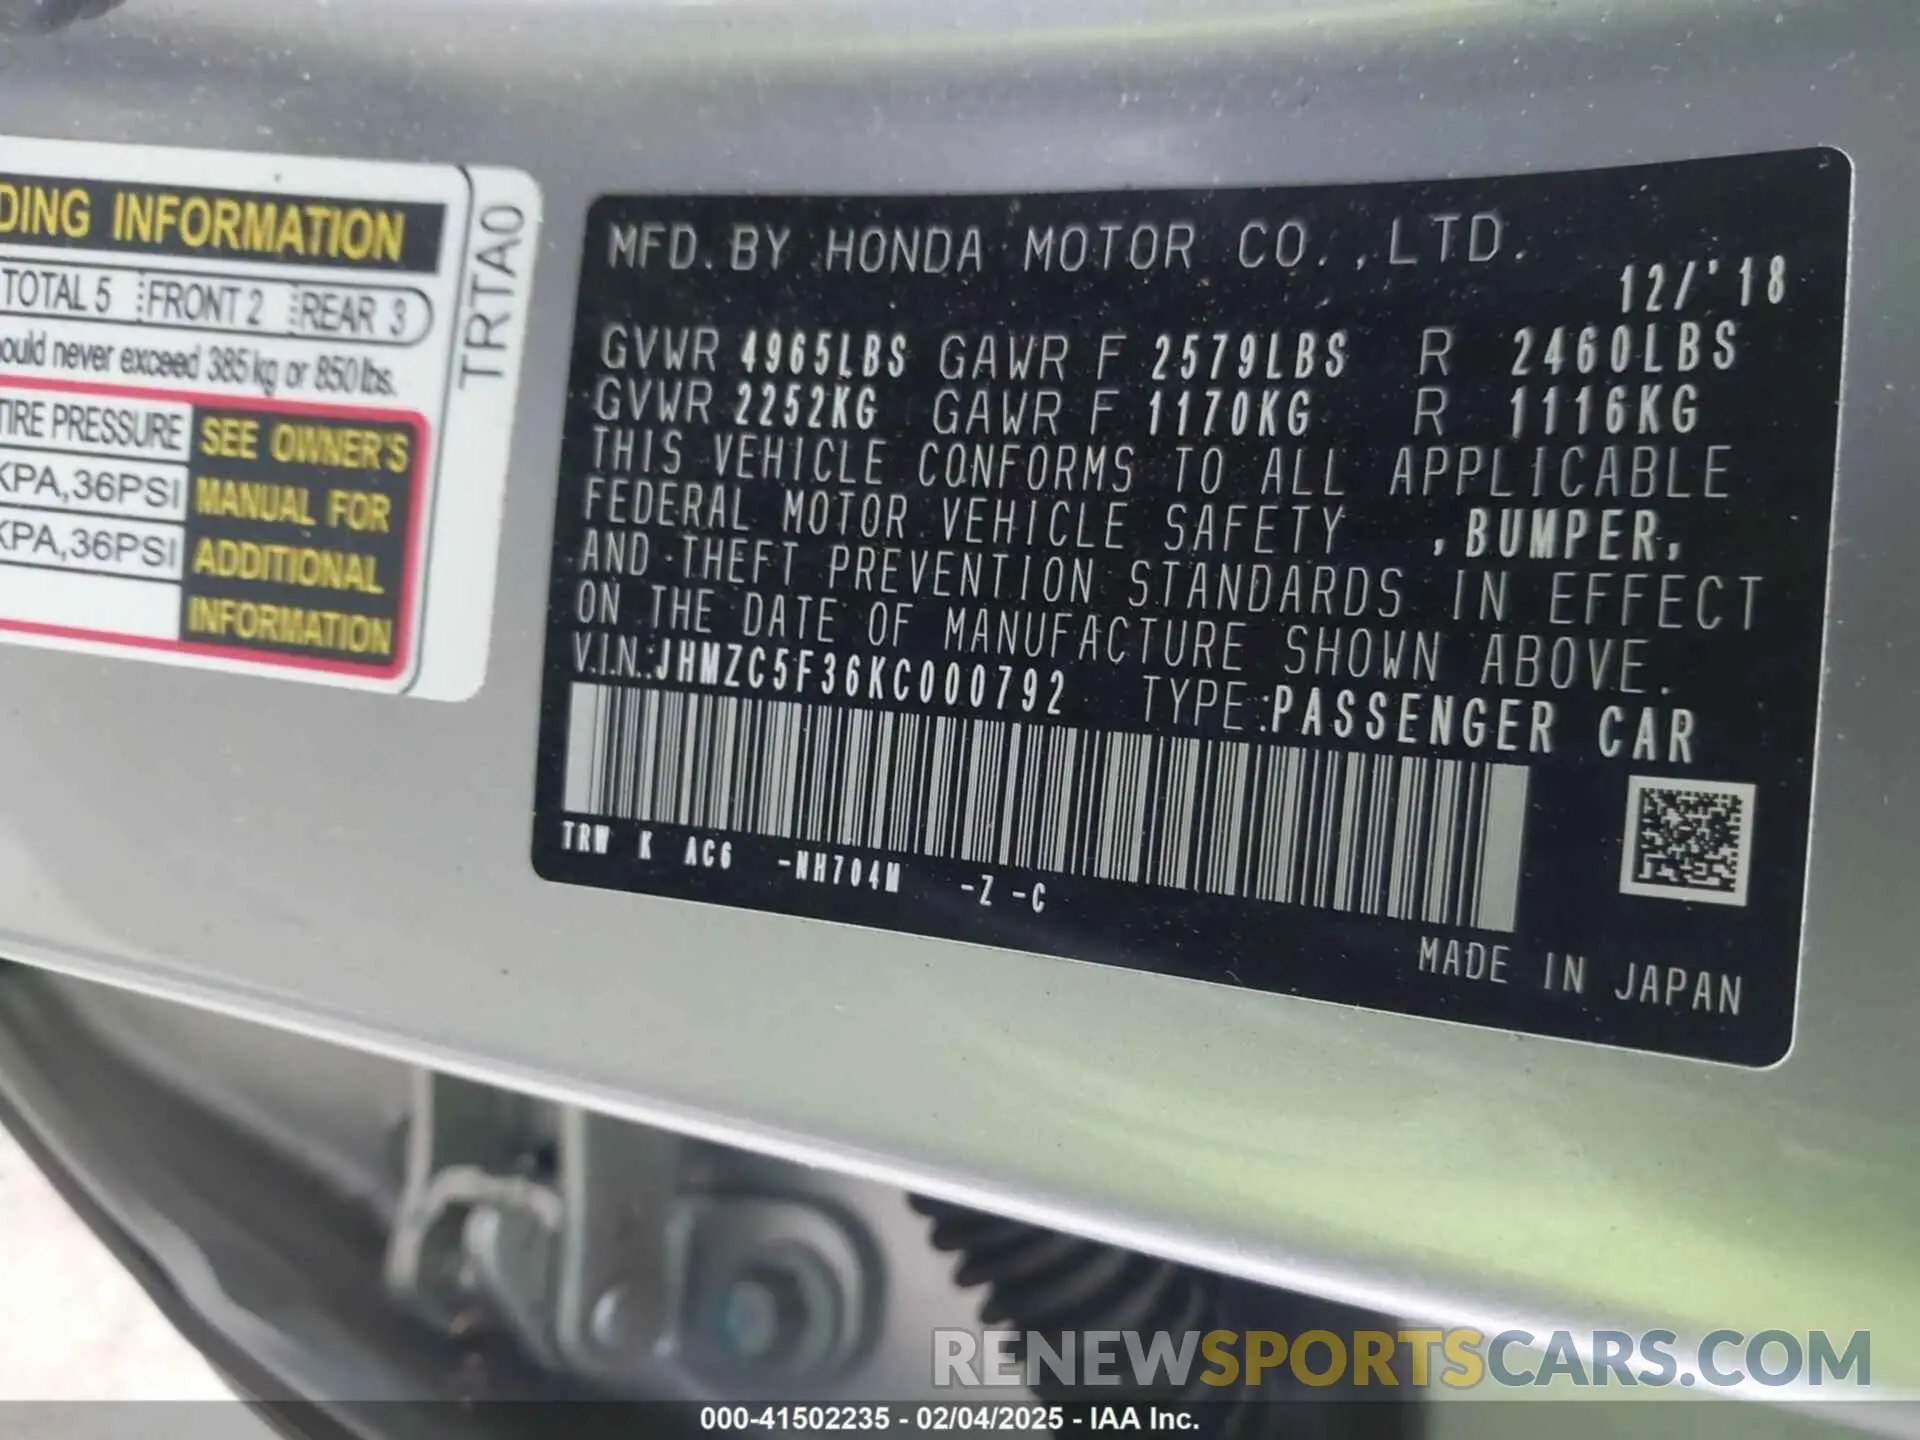 DING INFORMATION
TOTAL 5 FRONT 2 REAR 3
ould never exceed 385 kg or 850 lbs.
TIRE PRESSURE
KPA,36PSI
KPA,36PSI
SEE OWNER'S
MANUAL FOR
ADDITIONAL
INFORMATION
TRTA0
MFD. BY HONDA MOTOR CO.,LTD.
12/'18
GVWR 4965LBS GAWR F 2579LBS R 2460LBS
GVWR 2252KG GAWR F 1170KG R 1116KG
THIS VEHICLE CONFORMS TO ALL APPLICABLE
FEDERAL MOTOR VEHICLE SAFETY ,BUMPER,
AND THEFT PREVENTION STANDARDS IN EFFECT
ON THE DATE OF MANUFACTURE SHOWN ABOVE.
V.I.N.:JHMZC5F36KC000792 TYPE:PASSENGER CAR
TRW K AC6 -NH704M -Z -C
MADE IN JAPAN
RENEWSPORTSCARS.COM
000-41502235 - 02/04/2025 - IAA Inc.